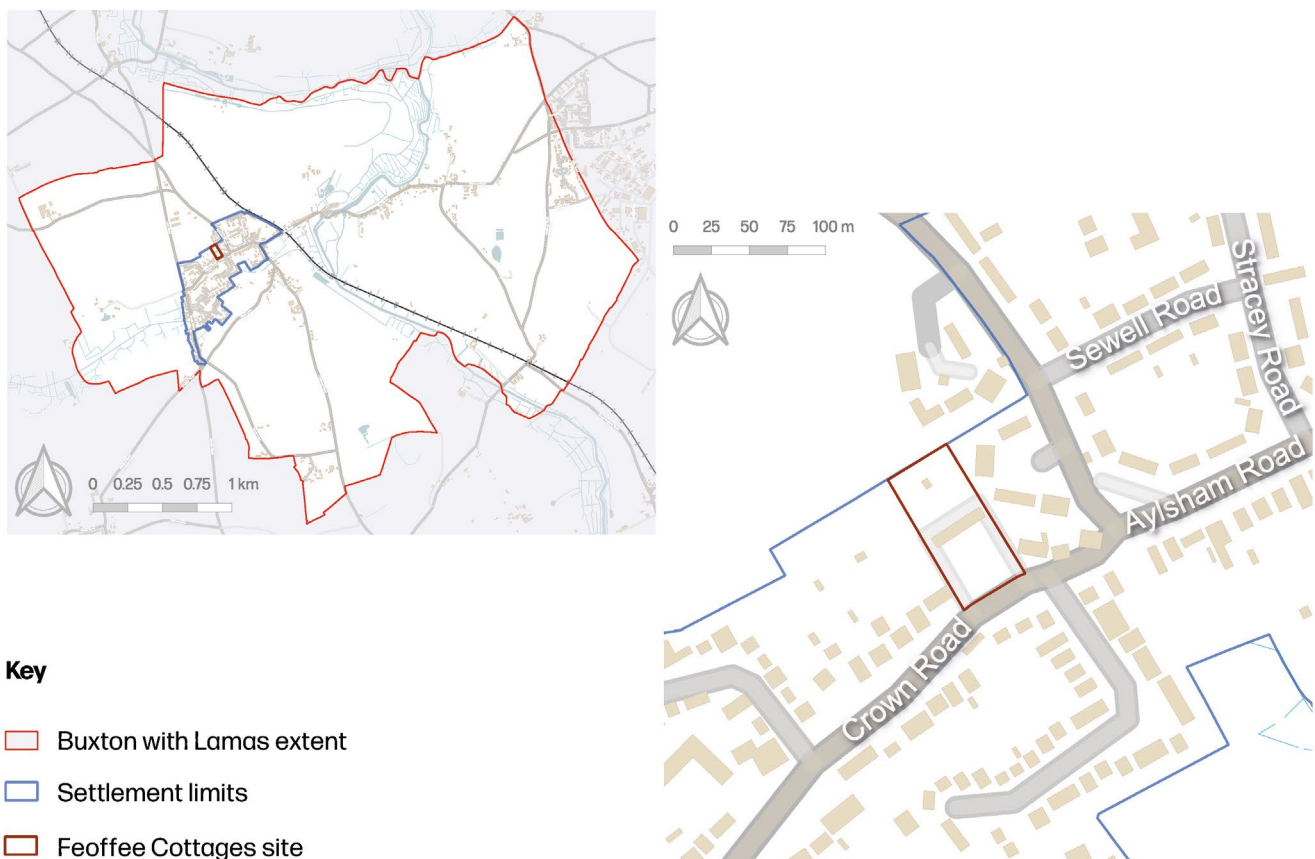 0 0.25 0.5 0.75 1 km
0 25 50 75 100 m
Sewell Road
Stracey Road
Aylsham Road
Crown Road
Key
Buxton with Lamas extent
Settlement limits
Feoffee Cottages site